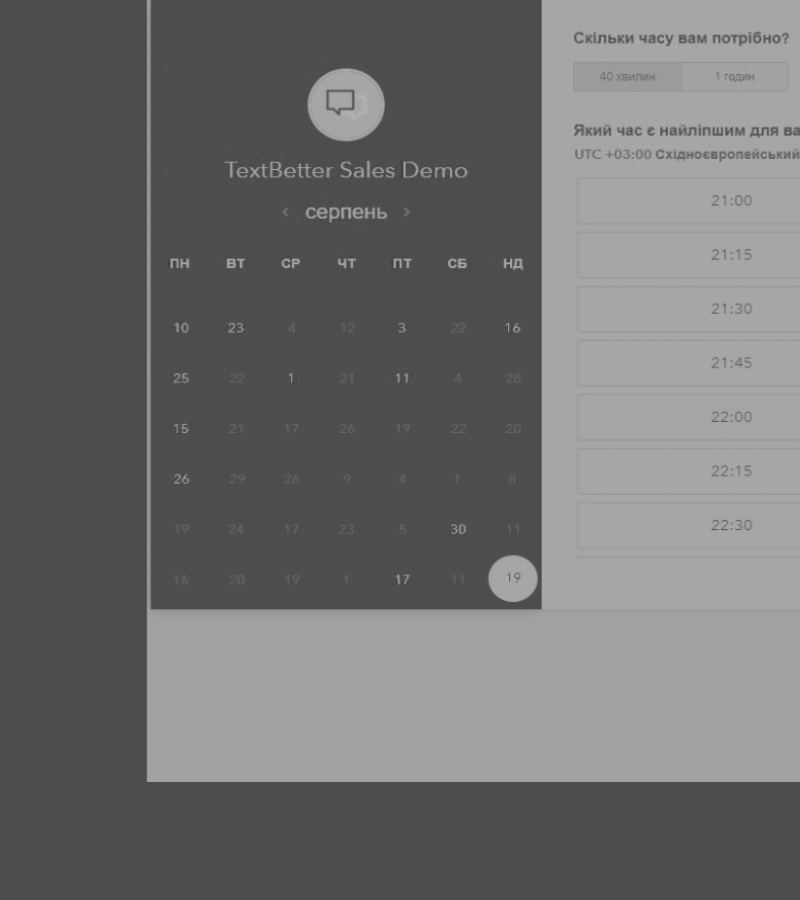 TextBetter Sales Demo
‹ серпень ›
ПН ВТ СР ЧТ ПТ СБ НД
10 23 4 12 3 22 16
25 22 1 21 11 4 28
15 21 17 26 19 22 20
26 29 26 9 4 1 8
19 24 17 23 5 30 11
16 20 19 1 17 11 19
Скільки часу вам потрібно?
40 хвилин 1 годин
Який час є найліпшим для ва
UTC +03:00 Східноєвропейський
21:00
21:15
21:30
21:45
22:00
22:15
22:30